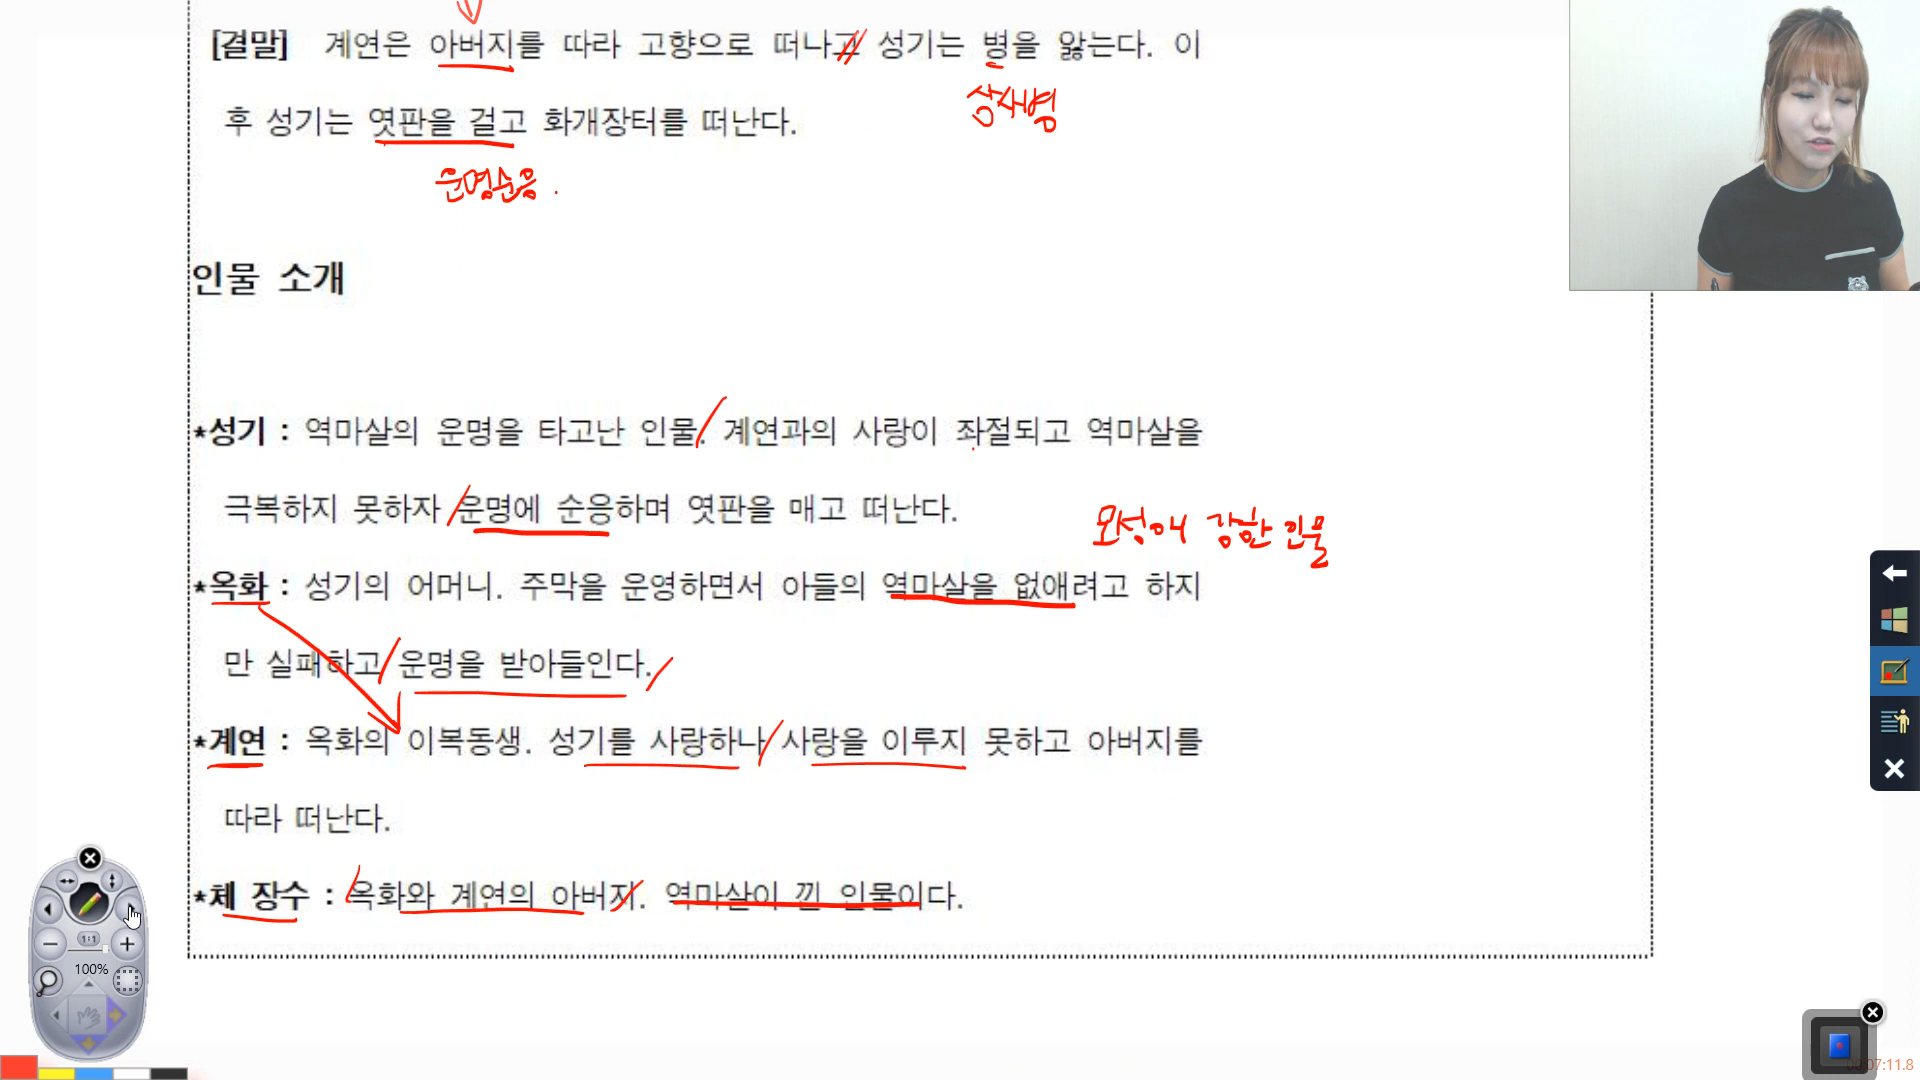 [결말] 계연은 아버지를 따라 고향으로 떠나고 성기는 병을 앓는다. 이
상사병
후 성기는 엿판을 걸고 화개장터를 떠난다.
운명순응.
인물 소개
*성기 : 역마살의 운명을 타고난 인물. 계연과의 사랑이 좌절되고 역마살을
극복하지 못하자 운명에 순응하며 엿판을 매고 떠난다.
모성애 강한 인물
*옥화 : 성기의 어머니. 주막을 운영하면서 아들의 역마살을 없애려고 하지
만 실패하고 운명을 받아들인다.
*계연 : 옥화의 이복동생. 성기를 사랑하나 사랑을 이루지 못하고 아버지를
따라 떠난다.
*체 장수 : 옥화와 계연의 아버지. 역마살이 낀 인물이다.
1:1
100%
07:11.8